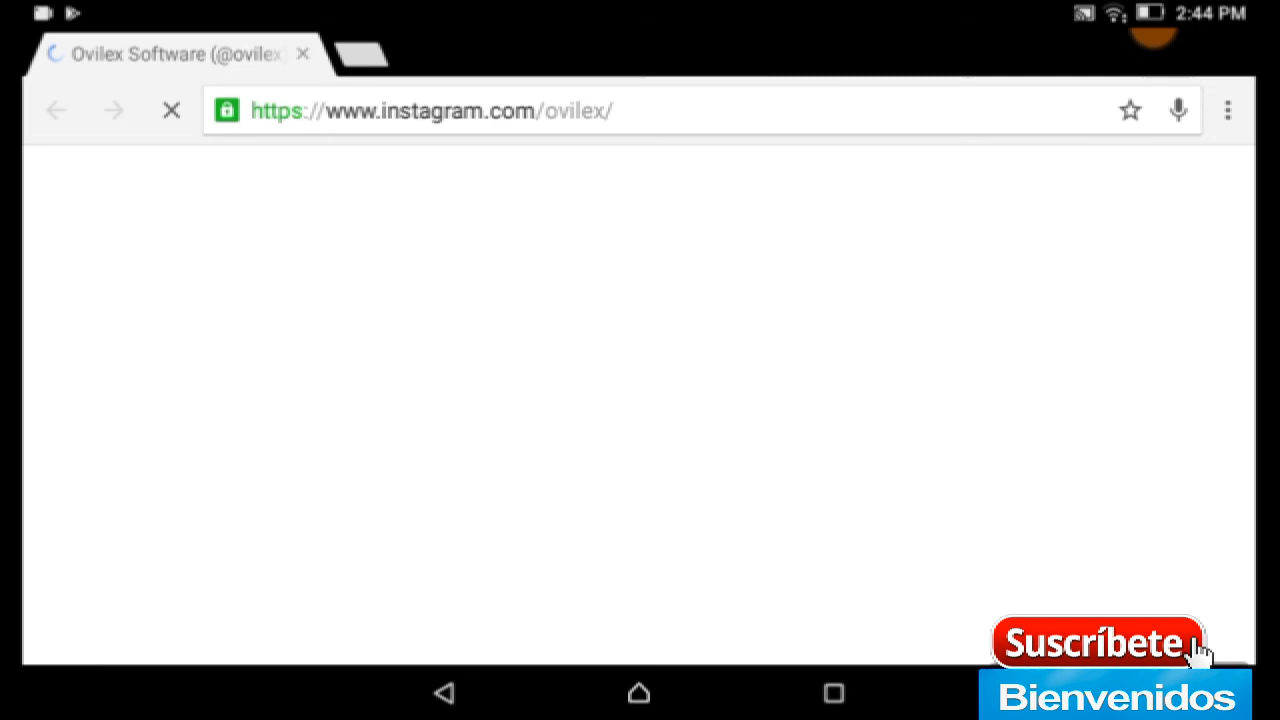 2:44 PM
Ovilex Software (@ovilex
https://www.instagram.com/ovilex/
Suscríbete
Bienvenidos